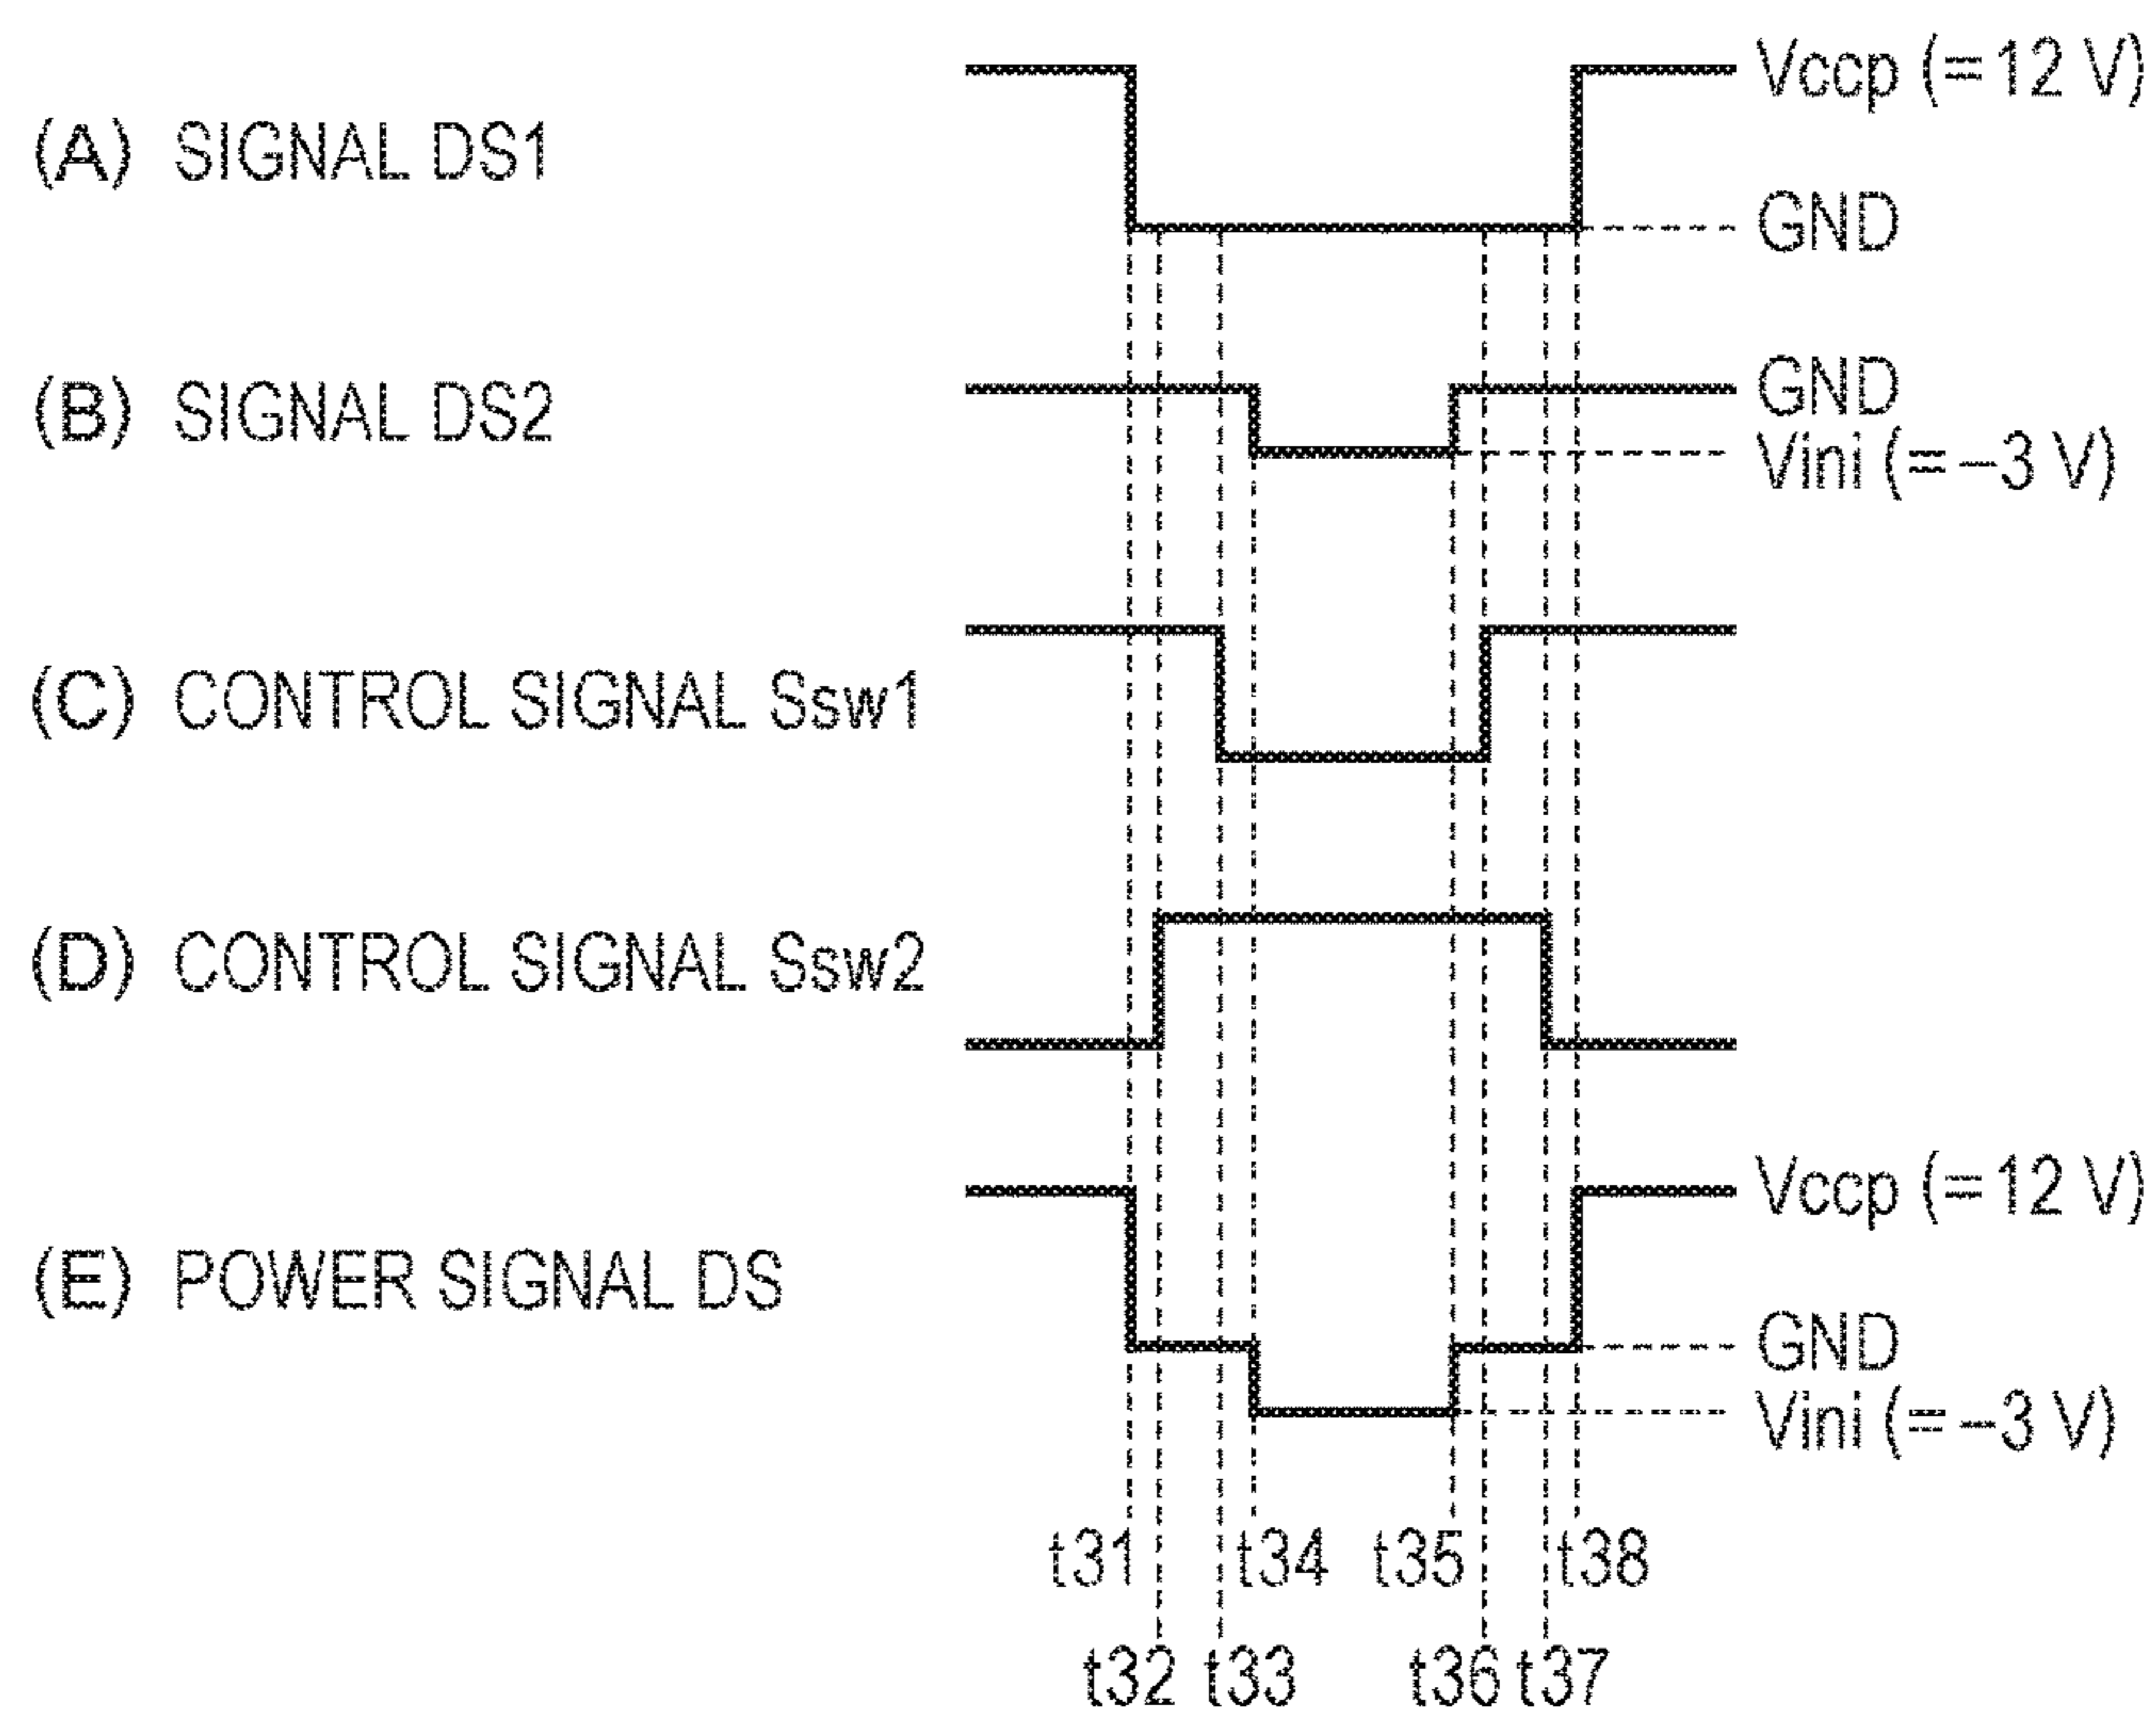 Vccp (=12 V)
(A) SIGNAL DS1
GND
(B) SIGNAL DS2
GND
Vini (=−3 V)
(C) CONTROL SIGNAL Ssw1
(D) CONTROL SIGNAL Ssw2
Vccp (=12 V)
(E) POWER SIGNAL DS
GND
Vini (=−3 V)
t31 t34 t35 t38
t32 t33 t36 t37